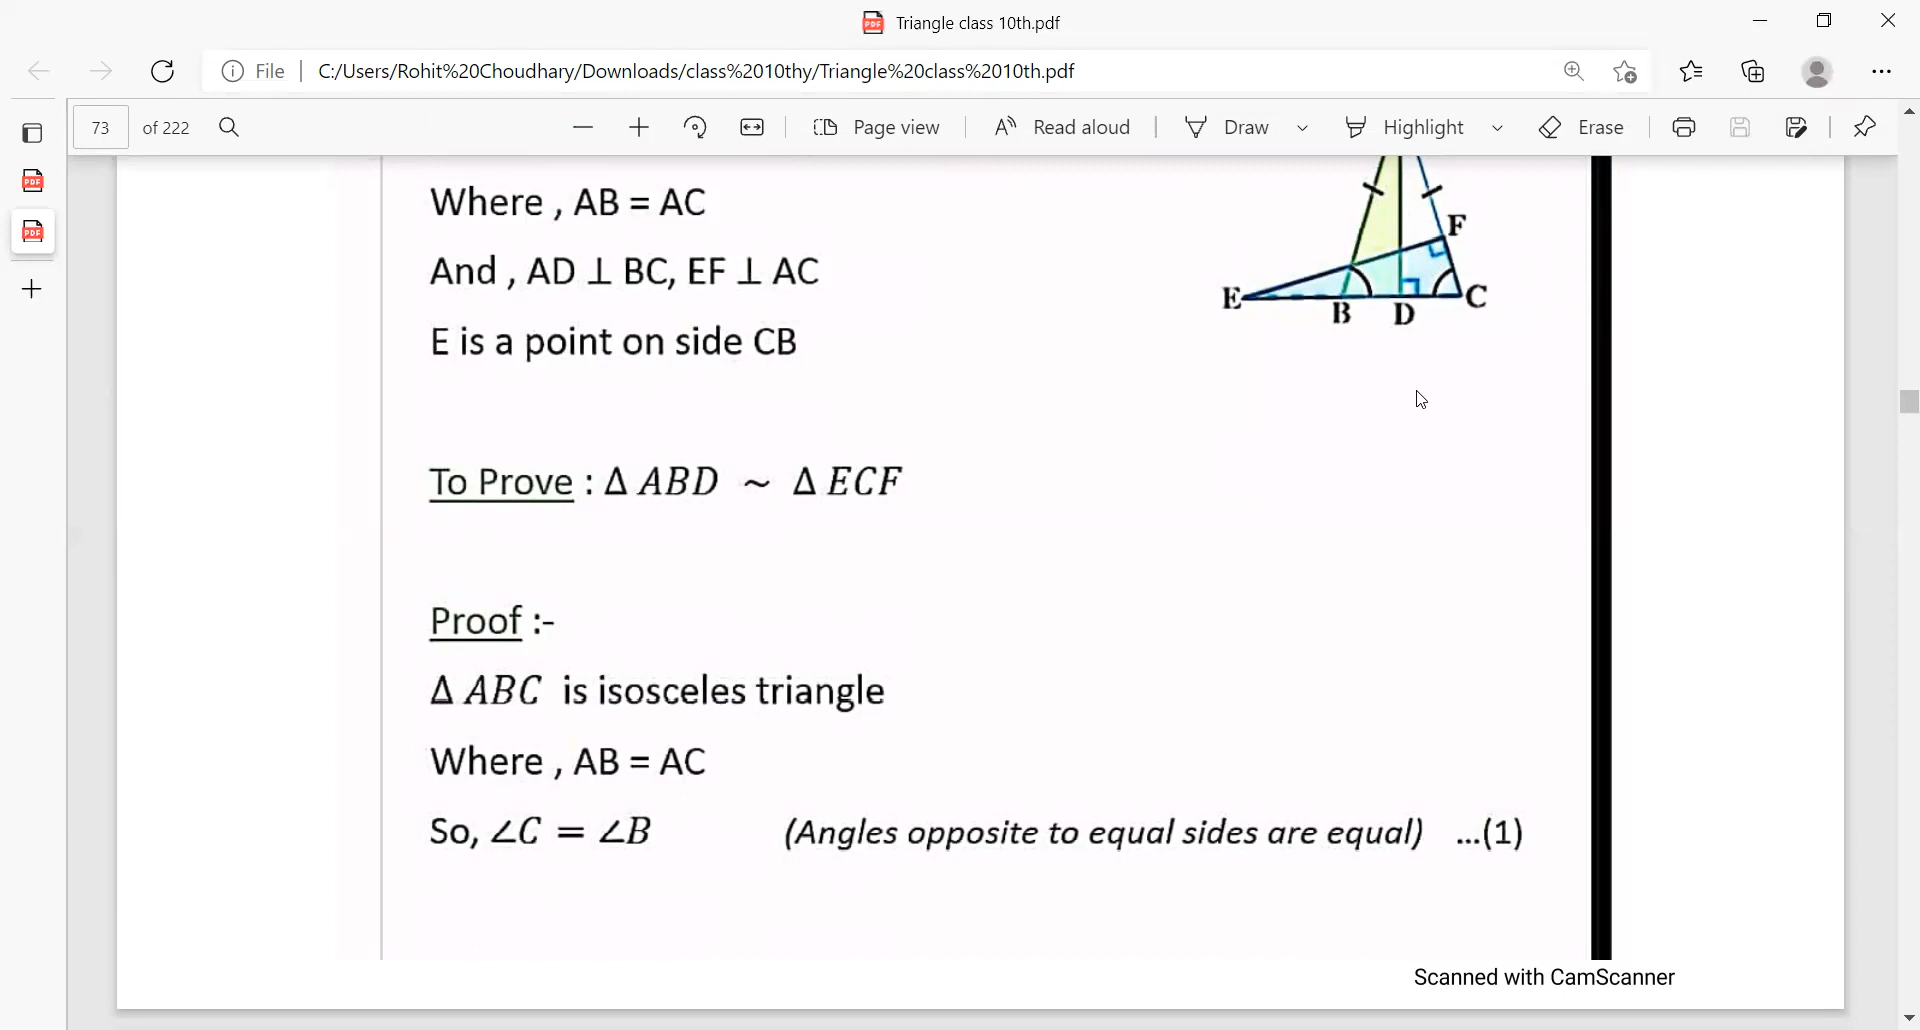 Triangle class 10th.pdf
File | C:/Users/Rohit%20Choudhary/Downloads/class%2010thy/Triangle%20class%2010th.pdf
73 of 222 Page view Read aloud Draw Highlight Erase
Where , AB = AC
And , AD ⊥ BC, EF ⊥ AC
E is a point on side CB
F
E B D C
To Prove : Δ ABD ~ Δ ECF
Proof :-
Δ ABC is isosceles triangle
Where , AB = AC
So, ∠C = ∠B (Angles opposite to equal sides are equal) ...(1)
Scanned with CamScanner